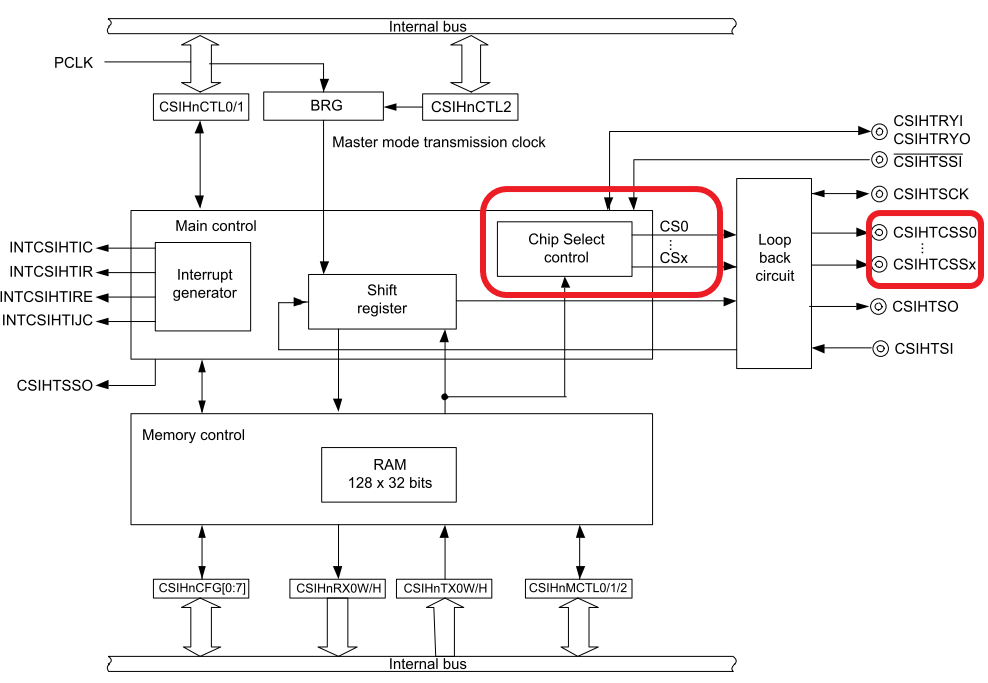 Internal bus
PCLK
CSIHnCTL0/1
BRG
CSIHnCTL2
Master mode transmission clock
CSIHTRYI
CSIHTRYO
CSIHTSSI
CSIHTSCK
Main control
Chip Select
control
CS0
CSx
Loop
back
circuit
CSIHTCSS0
CSIHTCSSx
INTCSIHTIC
INTCSIHTIR
INTCSIHTIRE
INTCSIHTIJC
Interrupt
generator
Shift
register
CSIHTSO
CSIHTSI
CSIHTSSO
Memory control
RAM
128 x 32 bits
CSIHnCFG[0:7]
CSIHnRX0W/H
CSIHnTX0W/H
CSIHnMCTL0/1/2
Internal bus